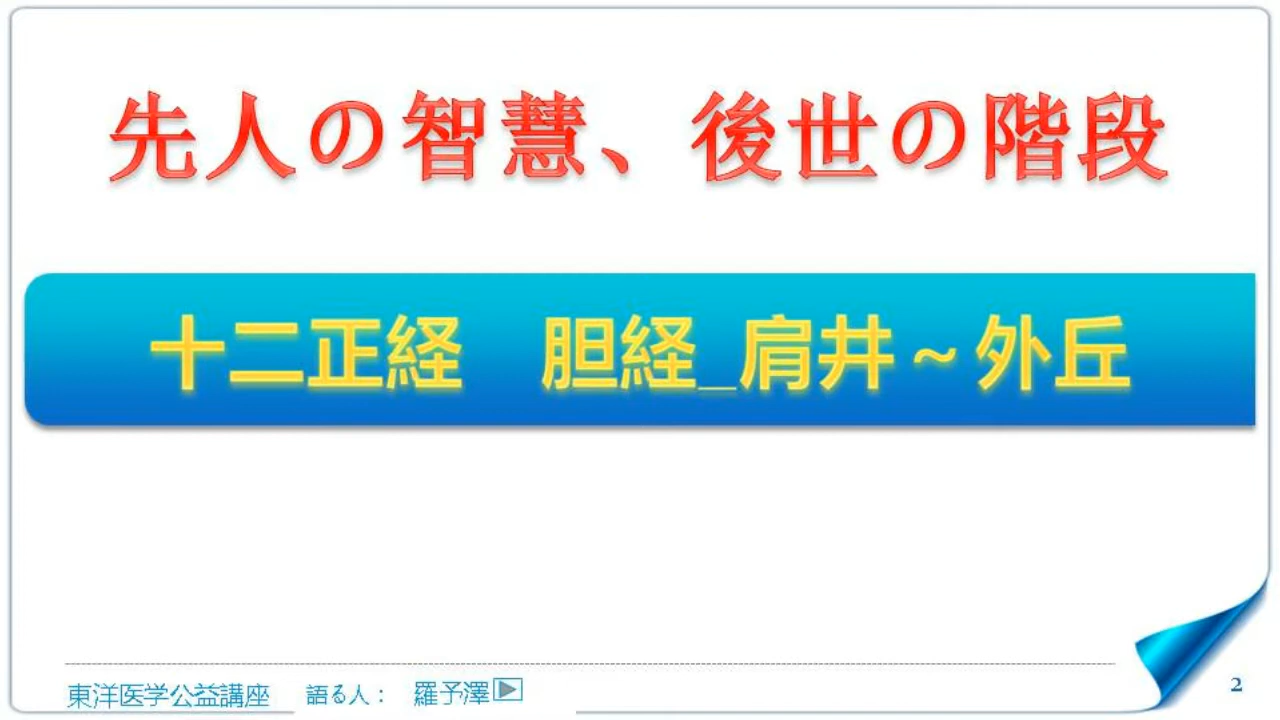 先人の智慧、後世の階段
十二正経　胆経_肩井～外丘
東洋医学公益講座　語る人：　羅予澤
2